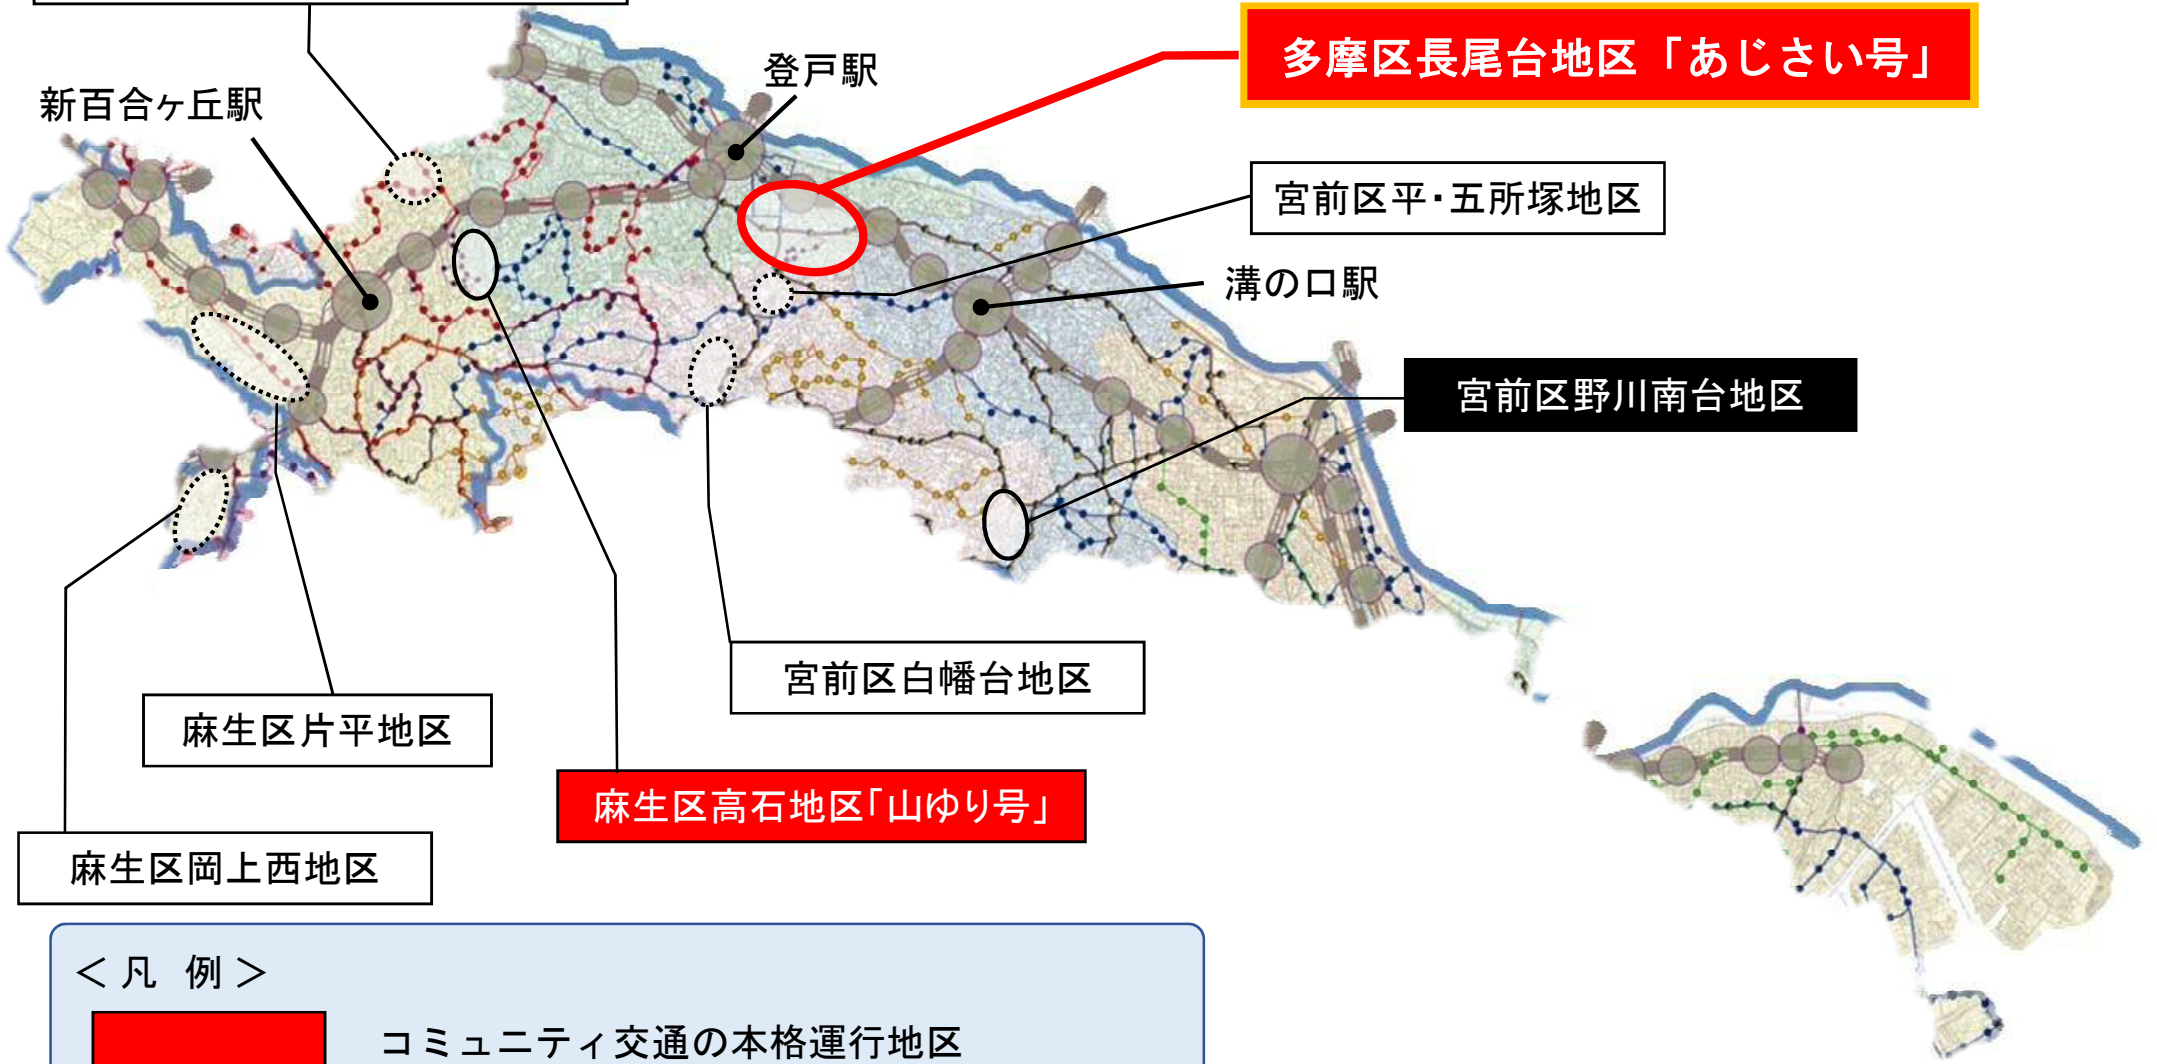 多摩区長尾台地区「あじさい号」
登戸駅
新百合ヶ丘駅
宮前区平・五所塚地区
溝の口駅
宮前区野川南台地区
宮前区白幡台地区
麻生区片平地区
麻生区高石地区「山ゆり号」
麻生区岡上西地区
＜凡 例＞
コミュニティ交通の本格運行地区